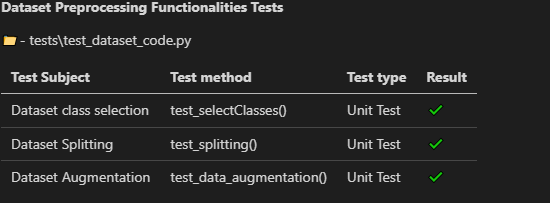 Dataset Preprocessing Functionalities Tests
- tests\test_dataset_code.py
Test Subject Test method Test type Result
Dataset class selection test_selectClasses() Unit Test ✓
Dataset Splitting test_splitting() Unit Test ✓
Dataset Augmentation test_data_augmentation() Unit Test ✓